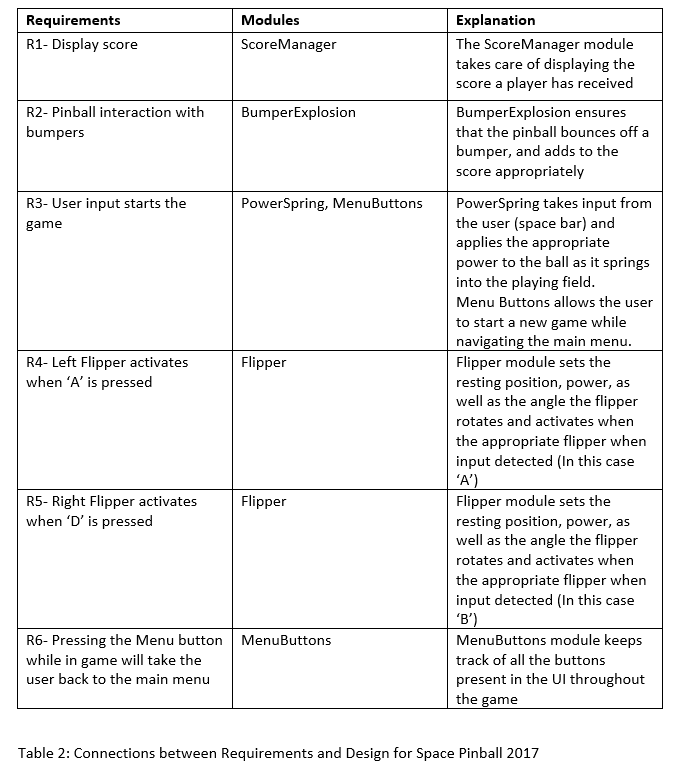 Requirements
Modules
Explanation
R1- Display score
ScoreManager
The ScoreManager module
takes care of displaying the
score a player has received
R2- Pinball interaction with
bumpers
BumperExplosion
BumperExplosion ensures
that the pinball bounces off a
bumper, and adds to the
score appropriately
R3- User input starts the
game
PowerSpring, MenuButtons
PowerSpring takes input from
the user (space bar) and
applies the appropriate
power to the ball as it springs
into the playing field.
Menu Buttons allows the user
to start a new game while
navigating the main menu.
R4- Left Flipper activates
when ‘A’ is pressed
Flipper
Flipper module sets the
resting position, power, as
well as the angle the flipper
rotates and activates when
the appropriate flipper when
input detected (In this case
‘A’)
R5- Right Flipper activates
when ‘D’ is pressed
Flipper
Flipper module sets the
resting position, power, as
well as the angle the flipper
rotates and activates when
the appropriate flipper when
input detected (In this case
‘B’)
R6- Pressing the Menu button
while in game will take the
user back to the main menu
MenuButtons
MenuButtons module keeps
track of all the buttons
present in the UI throughout
the game
Table 2: Connections between Requirements and Design for Space Pinball 2017